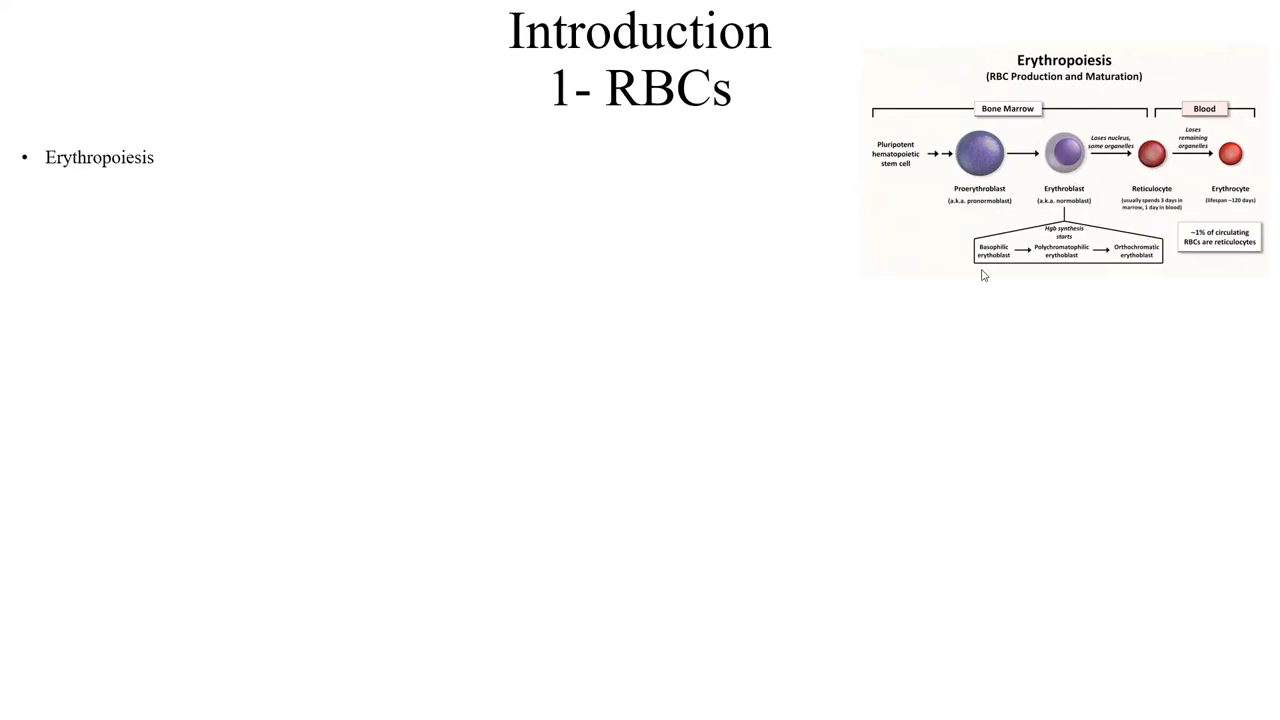 Introduction
1- RBCs
• Erythropoiesis
Erythropoiesis
(RBC Production and Maturation)
Bone Marrow
Blood
Pluripotent
hematopoietic
stem cell
Loses nucleus,
some organelles
Loses
remaining
organelles
Proerythroblast
(a.k.a. pronormoblast)
Erythroblast
(a.k.a. normoblast)
Reticulocyte
(usually spends 3 days in
marrow, 1 day in blood)
Erythrocyte
(lifespan ~120 days)
Hgb synthesis
starts
Basophilic
erythoblast
Polychromatophilic
erythoblast
Orthochromatic
erythoblast
~1% of circulating
RBCs are reticulocytes